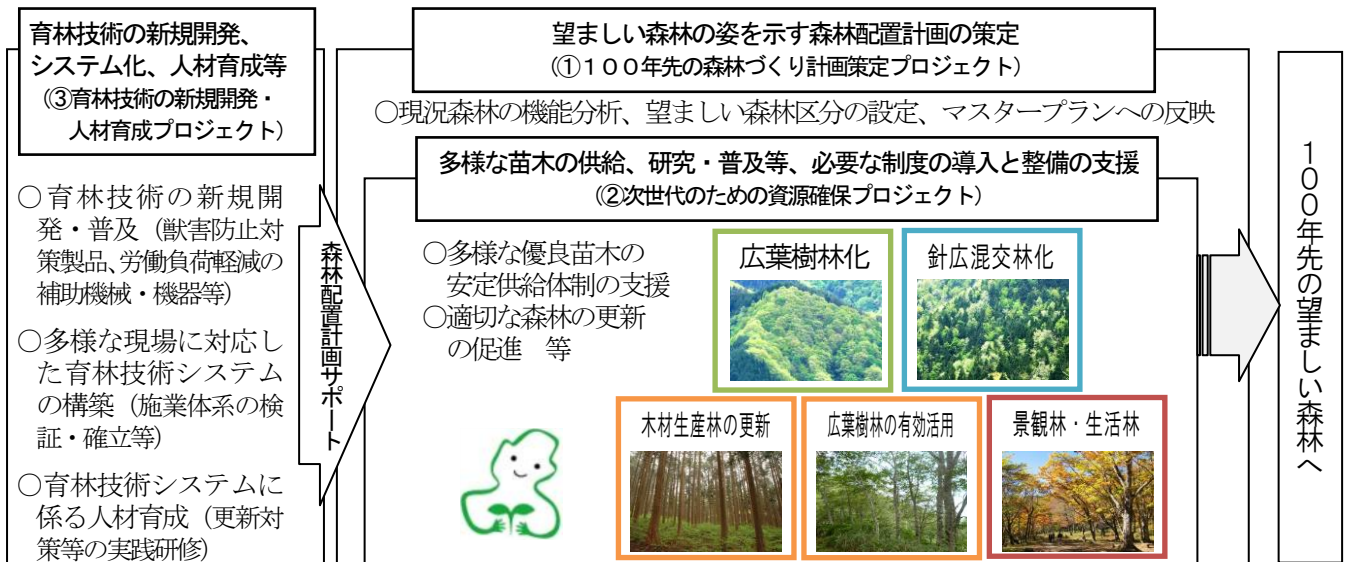 育林技術の新規開発、
システム化、人材育成等
(③育林技術の新規開発・
人材育成プロジェクト)
○育林技術の新規開
発・普及（獣害防止対
策製品、労働負荷軽減の
補助機械・機器等）
○多様な現場に対応し
た育林技術システム
の構築（施業体系の検
証・確立等）
○育林技術システムに
係る人材育成（更新対
策等の実践研修）
森林配置計画サポート
望ましい森林の姿を示す森林配置計画の策定
(①１００年先の森林づくり計画策定プロジェクト)
○現況森林の機能分析、望ましい森林区分の設定、マスタープランへの反映
多様な苗木の供給、研究・普及等、必要な制度の導入と整備の支援
(②次世代のための資源確保プロジェクト)
○多様な優良苗木の
安定供給体制の支援
○適切な森林の更新
の促進　等
広葉樹林化
針広混交林化
木材生産林の更新
広葉樹林の有効活用
景観林・生活林
１００年先の望ましい森林へ